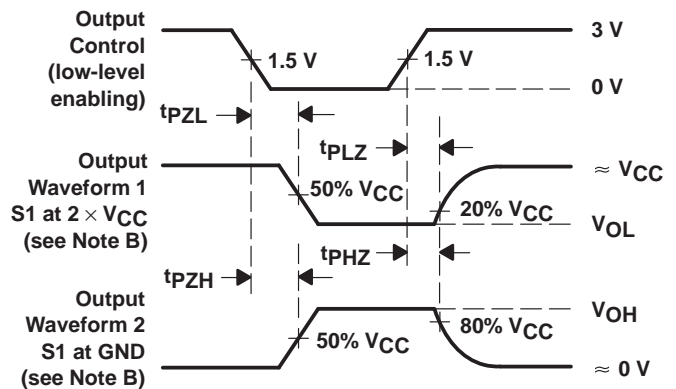 Output
Control
(low-level
enabling)
1.5 V
1.5 V
3 V
0 V
tPZL
tPLZ
Output
Waveform 1
S1 at 2 × VCC
(see Note B)
50% VCC
20% VCC
≈ VCC
VOL
tPZH
tPHZ
Output
Waveform 2
S1 at GND
(see Note B)
50% VCC
80% VCC
VOH
≈ 0 V